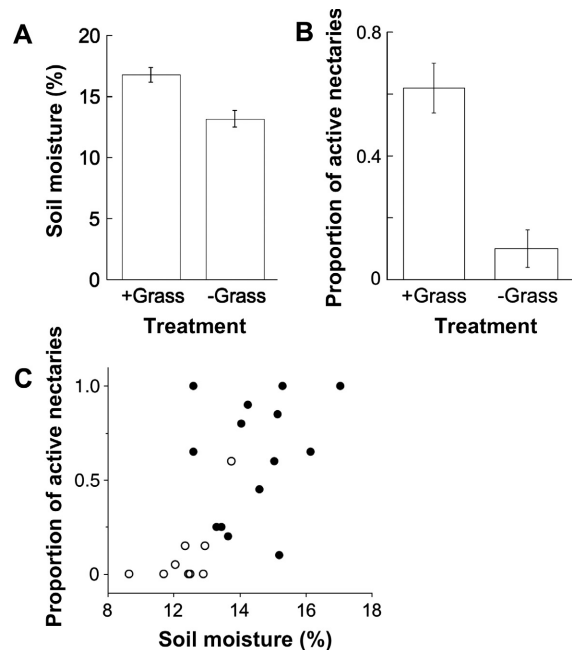 A
Soil moisture (%)
20
15
10
5
0
+Grass -Grass
Treatment
B
Proportion of active nectaries
0.8
0.4
0
+Grass -Grass
Treatment
C
Proportion of active nectaries
1.0
0.5
0
8 10 12 14 16 18
Soil moisture (%)